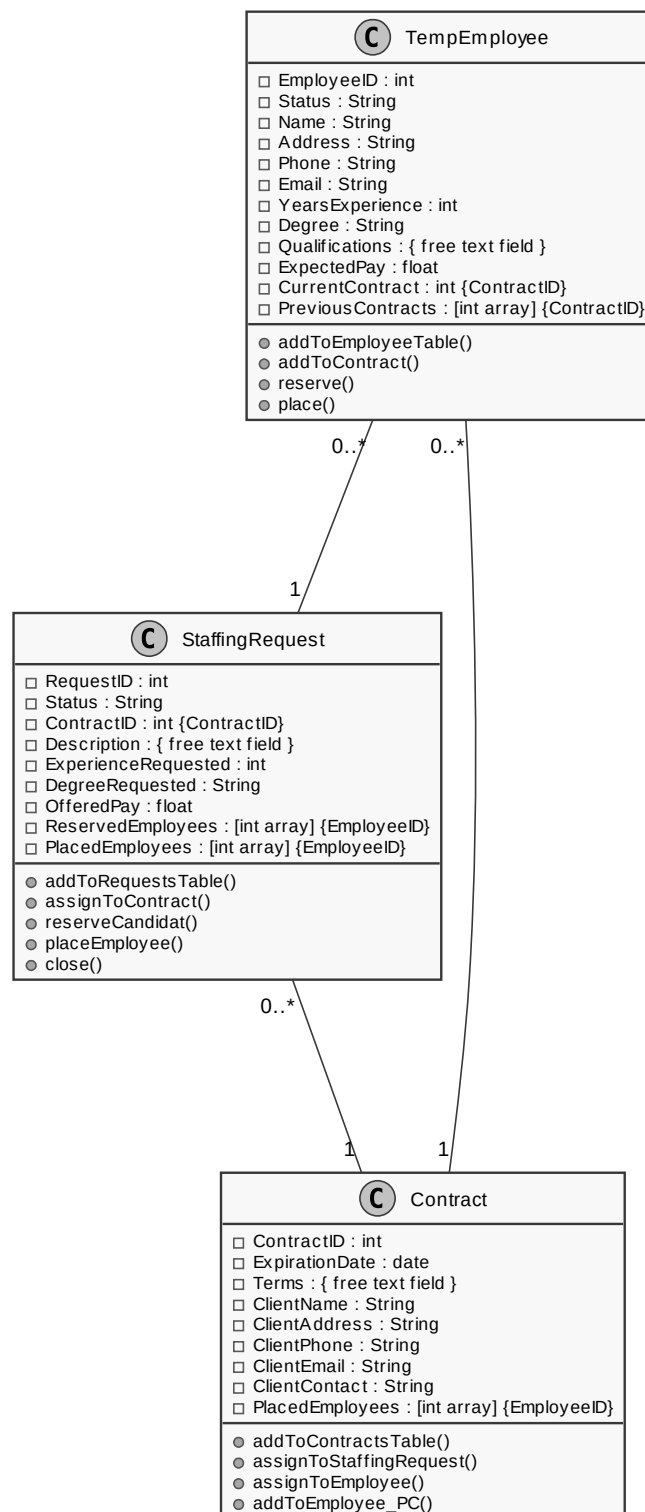 C TempEmployee
EmployeeID : int
Status : String
Name : String
Address : String
Phone : String
Email : String
YearsExperience : int
Degree : String
Qualifications : { free text field }
ExpectedPay : float
CurrentContract : int {ContractID}
PreviousContracts : [int array] {ContractID}
addToEmployeeTable()
addToContract()
reserve()
place()
0..* 0..*
1
C StaffingRequest
RequestID : int
Status : String
ContractID : int {ContractID}
Description : { free text field }
ExperienceRequested : int
DegreeRequested : String
OfferedPay : float
ReservedEmployees : [int array] {EmployeeID}
PlacedEmployees : [int array] {EmployeeID}
addToRequestsTable()
assignToContract()
reserveCandidat()
placeEmployee()
close()
0..*
1 1
C Contract
ContractID : int
ExpirationDate : date
Terms : { free text field }
ClientName : String
ClientAddress : String
ClientPhone : String
ClientEmail : String
ClientContact : String
PlacedEmployees : [int array] {EmployeeID}
addToContractsTable()
assignToStaffingRequest()
assignToEmployee()
addToEmployee_PC()